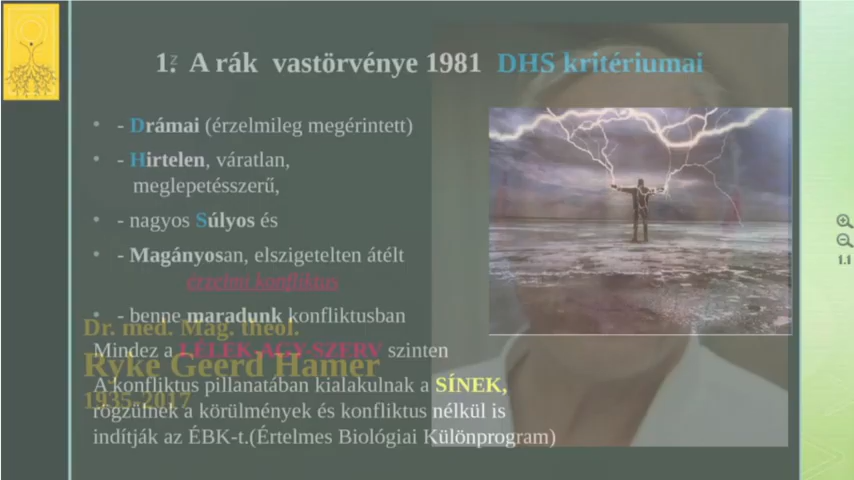 1. A rák vastörvénye 1981 DHS kritériumai
• - Drámai (érzelmileg megérintett)
• - Hirtelen, váratlan,
meglepetésszerű,
• - nagyos Súlyos és
• - Magányosan, elszigetelten átélt
érzelmi konfliktus
• - benne maradunk konfliktusban
Dr. med. Mag. theol.
Mindez a LÉLEK-AGY-SZERV szinten
Ryke Geerd Hamer
A konfliktus pillanatában kialakulnak a SÍNEK,
1935-2017
rögzülnek a körülmények és konfliktus nélkül is
indítják az ÉBK-t.(Értelmes Biológiai Különprogram)
1.1